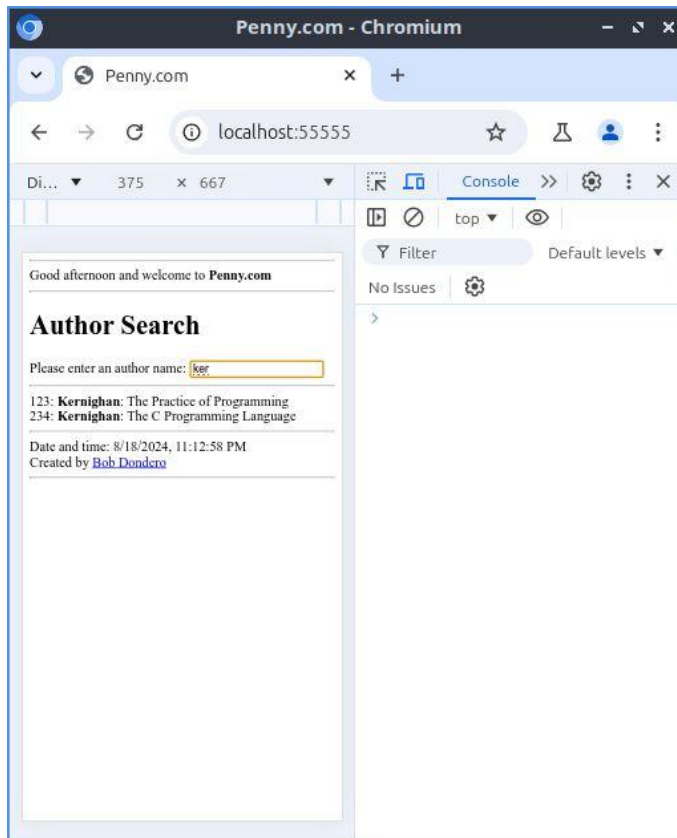 Penny.com - Chromium
Penny.com
localhost:55555
Di... 375 × 667
Console
top
Filter Default levels
No Issues
Good afternoon and welcome to Penny.com
Author Search
Please enter an author name: ker
123: Kernighan: The Practice of Programming
234: Kernighan: The C Programming Language
Date and time: 8/18/2024, 11:12:58 PM
Created by Bob Dondero